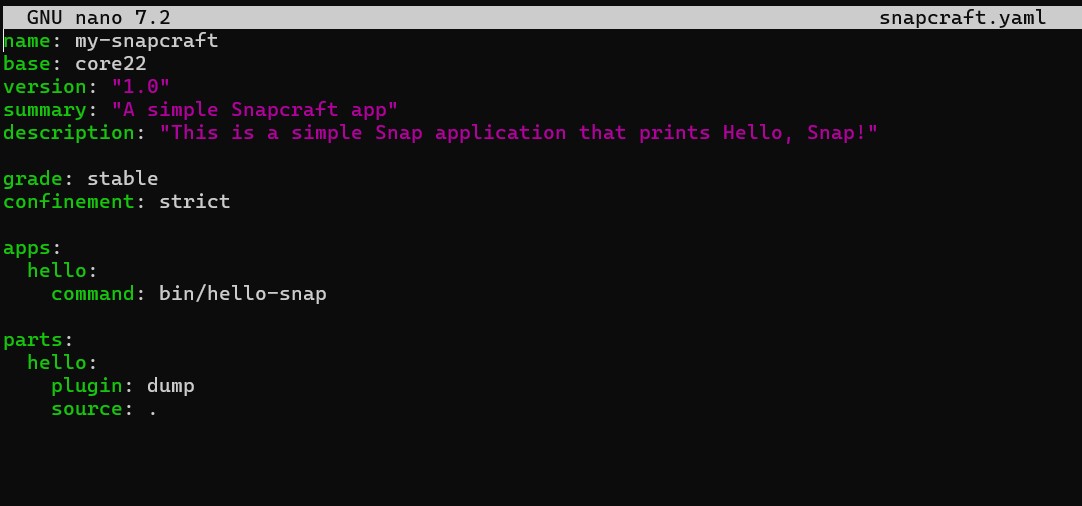 GNU nano 7.2 snapcraft.yaml
name: my-snapcraft
base: core22
version: "1.0"
summary: "A simple Snapcraft app"
description: "This is a simple Snap application that prints Hello, Snap!"
grade: stable
confinement: strict
apps:
  hello:
    command: bin/hello-snap
parts:
  hello:
    plugin: dump
    source: .